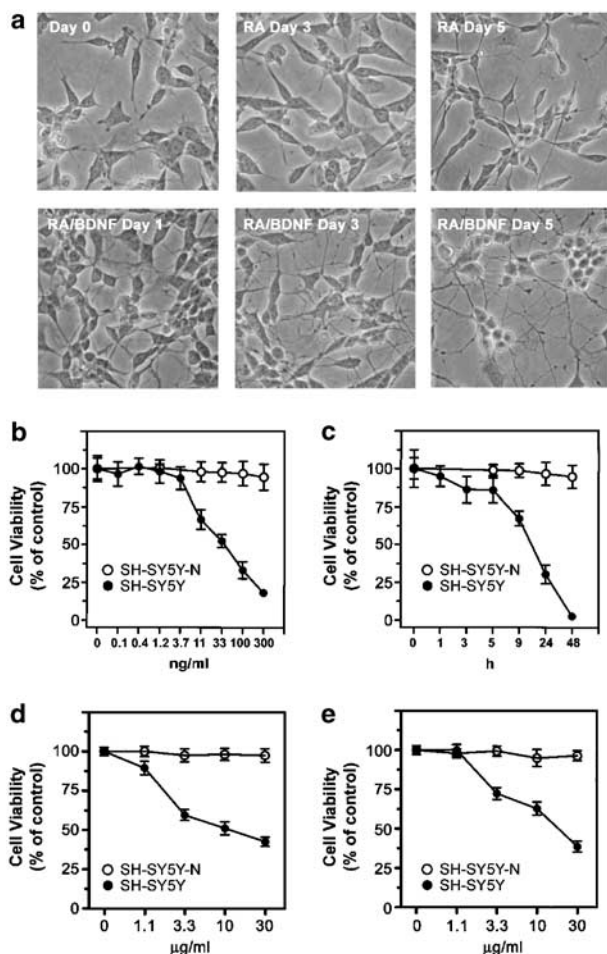 a
Day 0
RA Day 3
RA Day 5
RA/BDNF Day 1
RA/BDNF Day 3
RA/BDNF Day 5
b
Cell Viability
(% of control)
100
75
50
25
0
SH-SY5Y-N
SH-SY5Y
0 0.1 0.4 1.2 3.7 11 33 100 300
ng/ml
c
Cell Viability
(% of control)
100
75
50
25
0
SH-SY5Y-N
SH-SY5Y
0 1 3 5 9 24 48
h
d
Cell Viability
(% of control)
100
75
50
25
0
SH-SY5Y-N
SH-SY5Y
0 1.1 3.3 10 30
µg/ml
e
Cell Viability
(% of control)
100
75
50
25
0
SH-SY5Y-N
SH-SY5Y
0 1.1 3.3 10 30
µg/ml